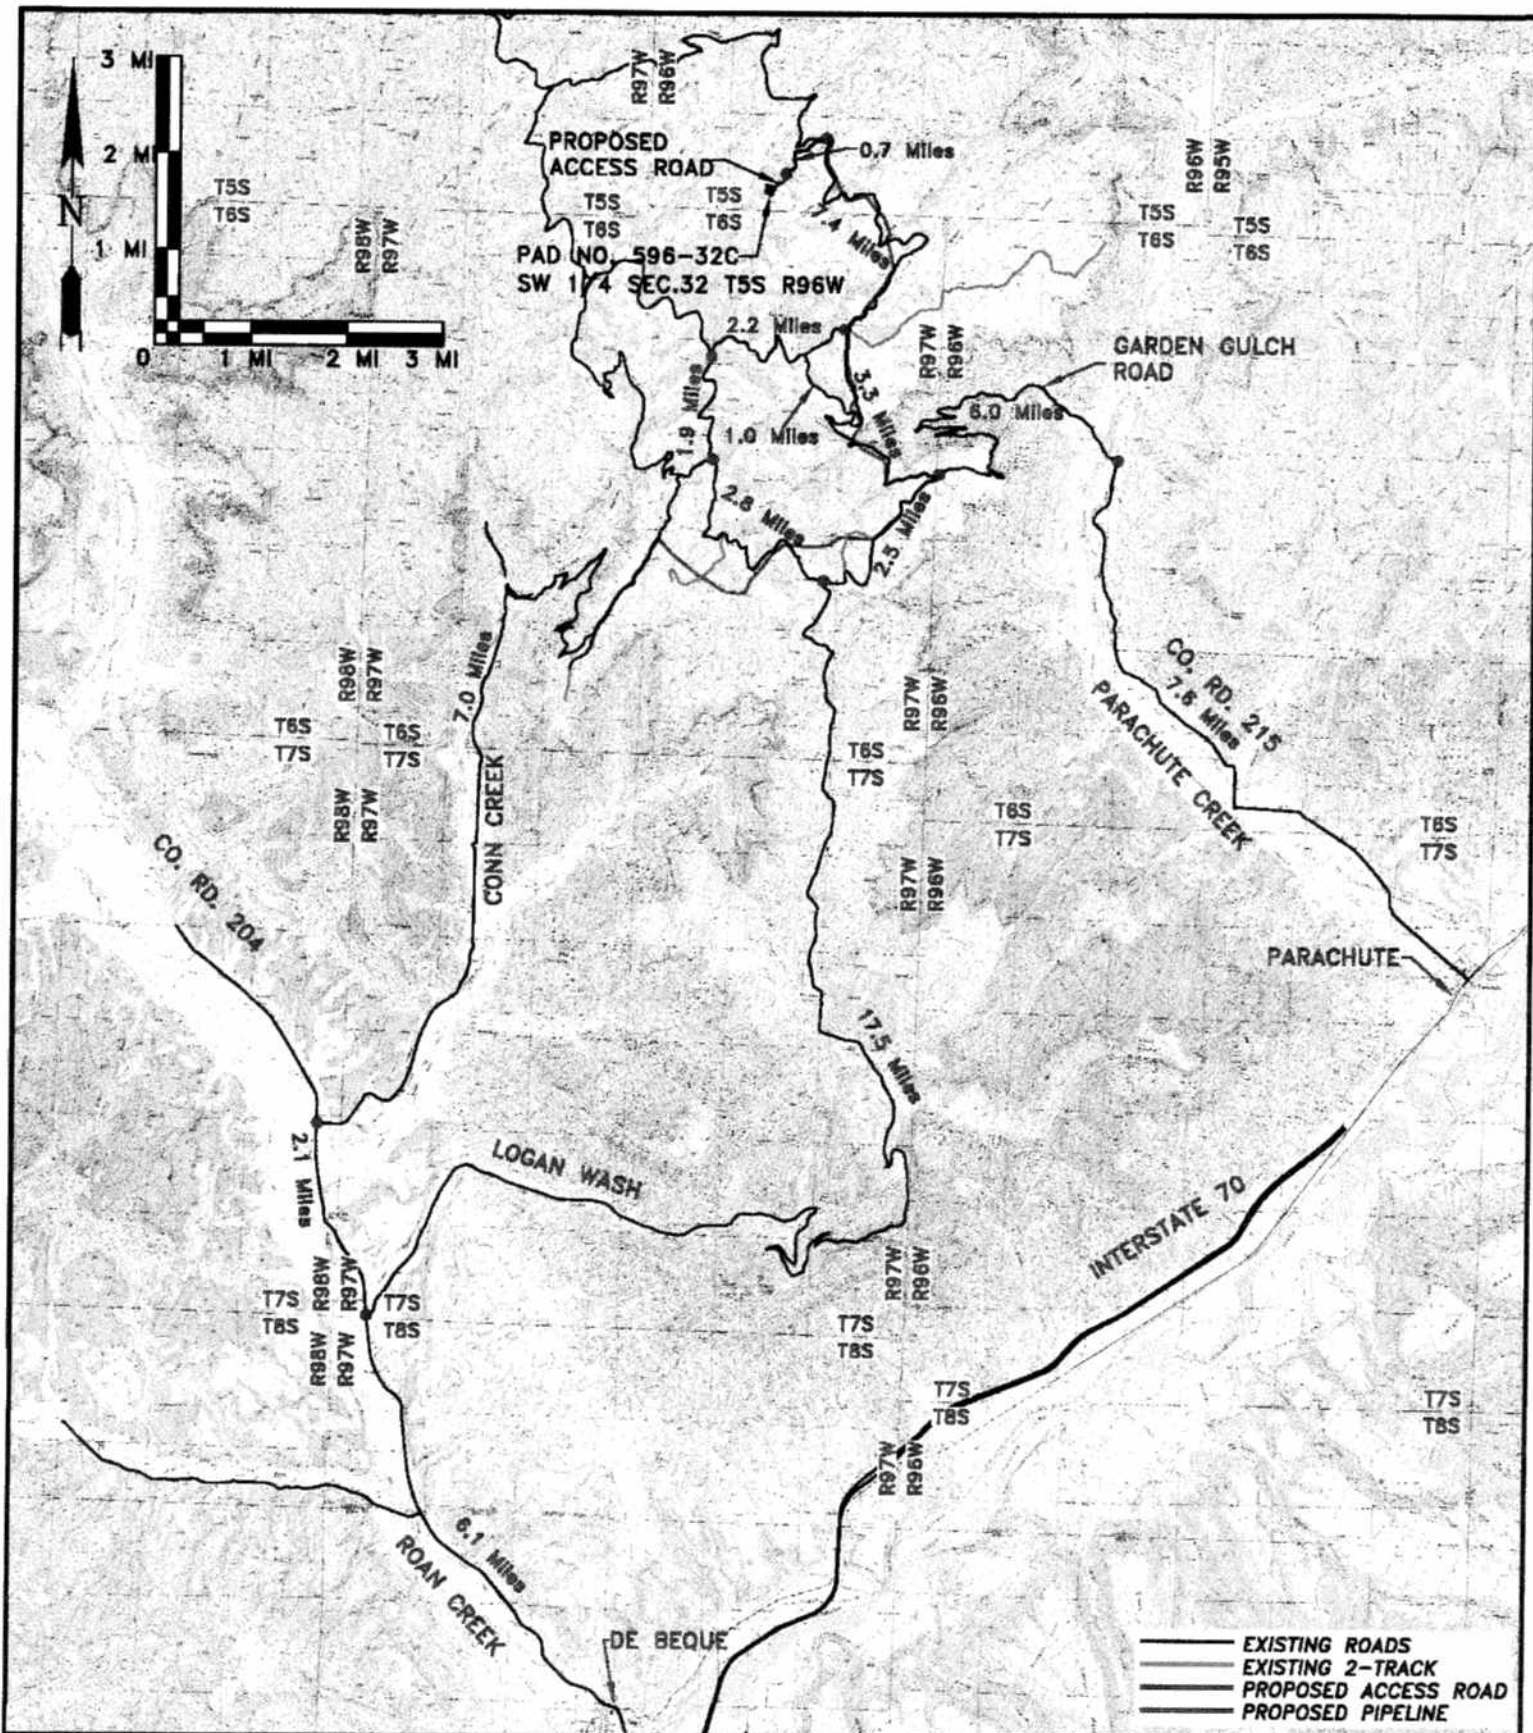 3 MI
2 MI
1 MI
N
0 1 MI 2 MI 3 MI
R97W
R96W
PROPOSED
ACCESS ROAD
0.7 Miles
T5S
T6S
R98W
R97W
T5S
T6S
T5S
T6S
R96W
R95W
T5S
T6S
T5S
T6S
7.4 Miles
PAD NO. 596-32C
SW 1/4 SEC.32 T5S R96W
2.2 Miles
R97W
R96W
GARDEN GULCH
ROAD
1.9 Miles
1.0 Miles
3.3 Miles
6.0 Miles
2.8 Miles
2.5 Miles
7.0 Miles
R98W
R97W
T6S
T7S
T6S
T7S
R98W
R97W
CONN CREEK
R97W
R96W
T6S
T7S
CO. RD. 215
7.6 Miles
PARACHUTE CREEK
T6S
T7S
T6S
T7S
R97W
R96W
CO. RD. 204
PARACHUTE
17.5 Miles
2.1 Miles
LOGAN WASH
INTERSTATE 70
R98W
R97W
T7S
T8S
T7S
T8S
R98W
R97W
R97W
R96W
T7S
T8S
T7S
T8S
T7S
T8S
R97W
R96W
6.1 Miles
ROAN CREEK
DE BEQUE
EXISTING ROADS
EXISTING 2-TRACK
PROPOSED ACCESS ROAD
PROPOSED PIPELINE